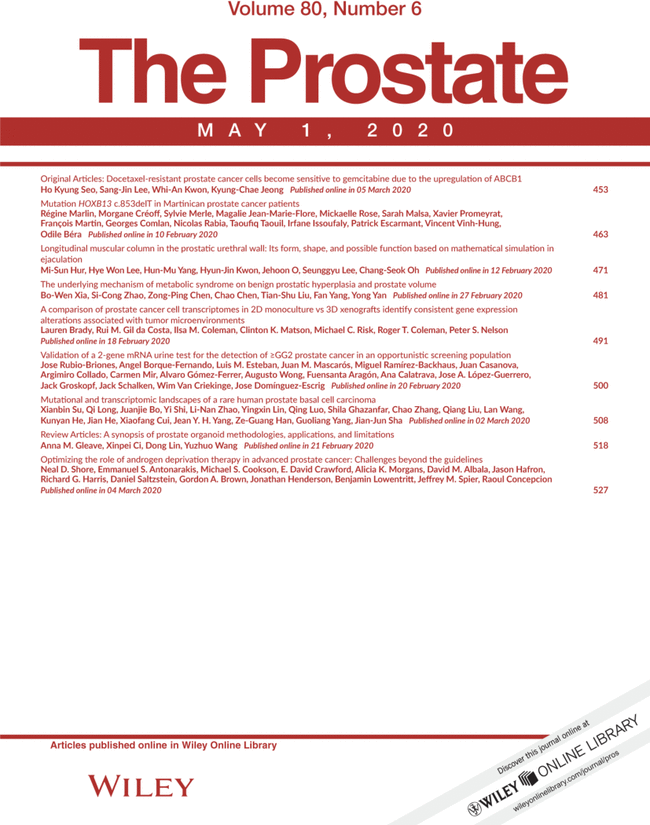 Volume 80, Number 6
The Prostate
MAY 1, 2020
Original Articles: Docetaxel-resistant prostate cancer cells become sensitive to gemcitabine due to the upregulation of ABCB1
Ho Kyung Seo, Sang-Jin Lee, Whi-An Kwon, Kyung-Chae Jeong Published online in 05 March 2020 453
Mutation HOXB13 c.853delT in Martinican prostate cancer patients
Régine Marlin, Morgane Créoff, Sylvie Merle, Magalie Jean-Marie-Flore, Mickaelle Rose, Sarah Malsa, Xavier Promeyrat,
François Martin, Georges Comlan, Nicolas Rabia, Taoufiq Taouil, Irfane Issoufaly, Patrick Escarmant, Vincent Vinh-Hung,
Odile Béra Published online in 10 February 2020 463
Longitudinal muscular column in the prostatic urethral wall: Its form, shape, and possible function based on mathematical simulation in
ejaculation
Mi-Sun Hur, Hye Won Lee, Hun-Mu Yang, Hyun-Jin Kwon, Jehoon O, Seunggyu Lee, Chang-Seok Oh Published online in 12 February 2020 471
The underlying mechanism of metabolic syndrome on benign prostatic hyperplasia and prostate volume
Bo-Wen Xia, Si-Cong Zhao, Zong-Ping Chen, Chao Chen, Tian-Shu Liu, Fan Yang, Yong Yan Published online in 27 February 2020 481
A comparison of prostate cancer cell transcriptomes in 2D monoculture vs 3D xenografts identify consistent gene expression
alterations associated with tumor microenvironments
Lauren Brady, Rui M. Gil da Costa, Ilsa M. Coleman, Clinton K. Matson, Michael C. Risk, Roger T. Coleman, Peter S. Nelson
Published online in 18 February 2020 491
Validation of a 2-gene mRNA urine test for the detection of ≥GG2 prostate cancer in an opportunistic screening population
Jose Rubio-Briones, Angel Borque-Fernando, Luis M. Esteban, Juan M. Mascarós, Miguel Ramírez-Backhaus, Juan Casanova,
Argimiro Collado, Carmen Mir, Alvaro Gómez-Ferrer, Augusto Wong, Fuensanta Aragón, Ana Calatrava, Jose A. López-Guerrero,
Jack Groskopf, Jack Schalken, Wim Van Criekinge, Jose Domínguez-Escrig Published online in 20 February 2020 500
Mutational and transcriptomic landscapes of a rare human prostate basal cell carcinoma
Xianbin Su, Qi Long, Juanjie Bo, Yi Shi, Li-Nan Zhao, Yingxin Lin, Qing Luo, Shila Ghazanfar, Chao Zhang, Qiang Liu, Lan Wang,
Kunyan He, Jian He, Xiaofang Cui, Jean Y. H. Yang, Ze-Guang Han, Guoliang Yang, Jian-Jun Sha Published online in 02 March 2020 508
Review Articles: A synopsis of prostate organoid methodologies, applications, and limitations
Anna M. Gleave, Xinpei Ci, Dong Lin, Yuzhuo Wang Published online in 21 February 2020 518
Optimizing the role of androgen deprivation therapy in advanced prostate cancer: Challenges beyond the guidelines
Neal D. Shore, Emmanuel S. Antonarakis, Michael S. Cookson, E. David Crawford, Alicia K. Morgans, David M. Albala, Jason Hafron,
Richard G. Harris, Daniel Saltzstein, Gordon A. Brown, Jonathan Henderson, Benjamin Lowentritt, Jeffrey M. Spier, Raoul Concepcion
Published online in 04 March 2020 527
Articles published online in Wiley Online Library
WILEY
Discover this journal online at
WILEY ONLINE LIBRARY
wileyonlinelibrary.com/journal/pros